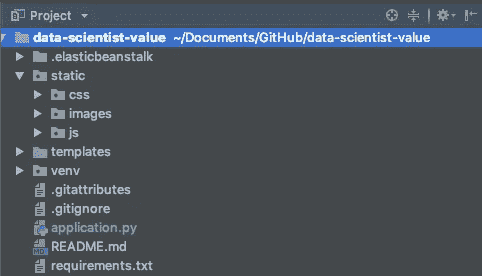 Project
data-scientist-value ~/Documents/GitHub/data-scientist-value
.elasticbeanstalk
static
css
images
js
templates
venv
.gitattributes
.gitignore
application.py
README.md
requirements.txt